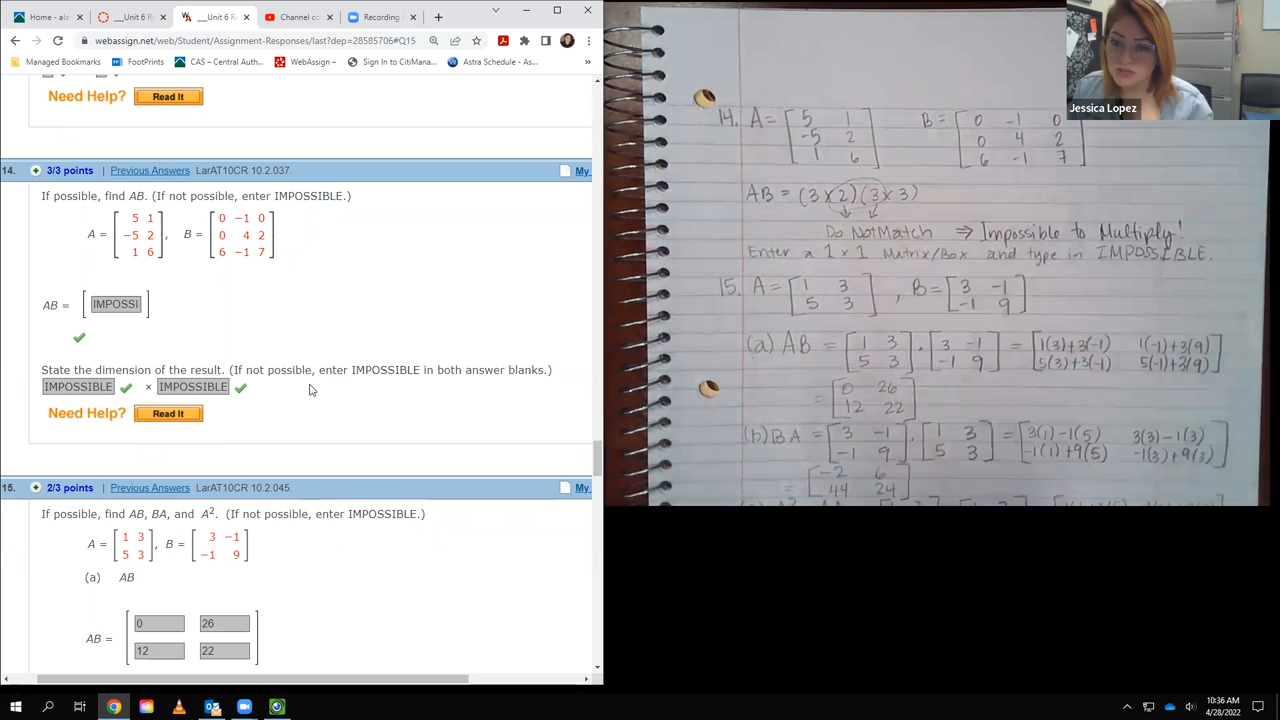 Home - ala
___Unit 6 R
___Unit 6 R
Channel co
Recording
webassign.net/web/Student/Assignment-Responses/last?dep=28585706#Q15
Managed Bookmarks FootPrints CAS – Central Auth... WebAssign... Sign In to CitiMana... Astra Schedule - As...
Need Help? Read It
14. 3/3 points Previous Answers LarAT10CR 10.2.037. My
If possible, find AB. (If not possible, enter IMPOSSIBLE.)
A = [5 1 , B = [0 −1 0
−5 2 0 4 2
1 6] 6 −1 7]
AB = [IMPOSSI]
State the dimension of the result. (If not possible, enter IMPOSSIBLE in both answer blanks.)
IMPOSSIBLE × IMPOSSIBLE
Need Help? Read It
15. 2/3 points Previous Answers LarAT10CR 10.2.045. My
If possible, find AB, BA, and A². (If not possible, enter IMPOSSIBLE.)
A = [1 3 , B = [3 −1
5 3] −1 9]
(a) AB
AB = [0 26
12 22]
Jessica Lopez
14. A = [5 1 B = [0 -1 0
-5 2 0 4 2
1 6] 6 -1 7]
AB = (3 x 2)(3 x 3)
Do Not Match ⇒ Impossible to Multiply!
Enter a 1 x 1 Matrix/Box and type in IMPOSSIBLE.
15. A = [1 3 , B = [3 -1
5 3] -1 9]
(a) AB = [1 3 · [3 -1 = [1(3)+3(-1) 1(-1)+3(9)
5 3] -1 9] 5(3)+3(-1) 5(-1)+3(9)]
= [0 26
12 22]
(b) BA = [3 -1 · [1 3 = [3(1)-1(5) 3(3)-1(3)
-1 9] 5 3] -1(1)+9(5) -1(3)+9(3)]
= [-2 6
44 24]
10:36 AM
4/28/2022